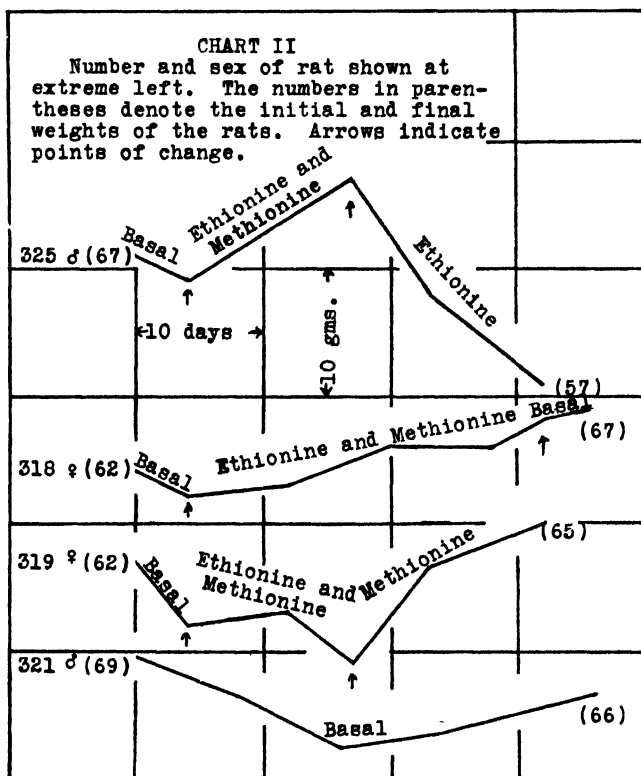 CHART II
Number and sex of rat shown at
extreme left. The numbers in paren-
theses denote the initial and final
weights of the rats. Arrows indicate
points of change.
325 ♂ (67)
Basal
Ethionine and
Methionine
Ethionine
(57)
10 days
10 gms.
318 ♀ (62)
Basal
Ethionine and Methionine
Basal
(67)
319 ♀ (62)
Basal
Ethionine and
Methionine
Methionine
(65)
321 ♂ (69)
Basal
(66)